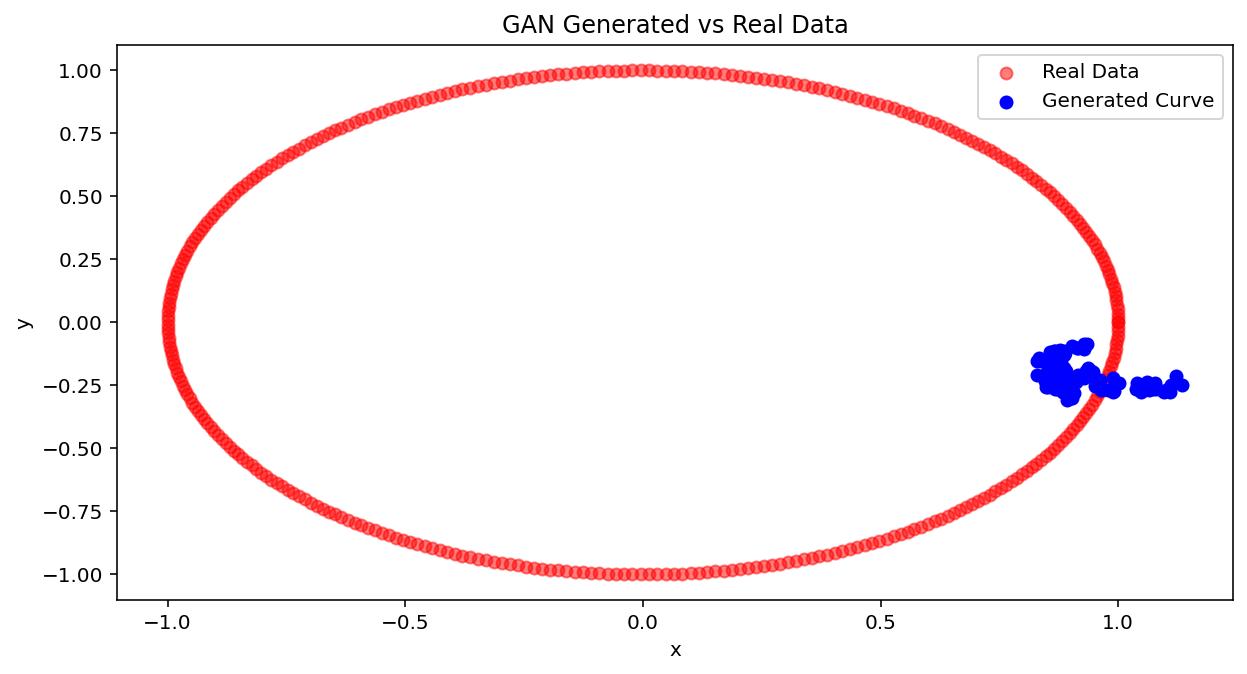 GAN Generated vs Real Data
Real Data
Generated Curve
1.00
0.75
0.50
0.25
0.00
−0.25
−0.50
−0.75
−1.00
y
−1.0 −0.5 0.0 0.5 1.0
x